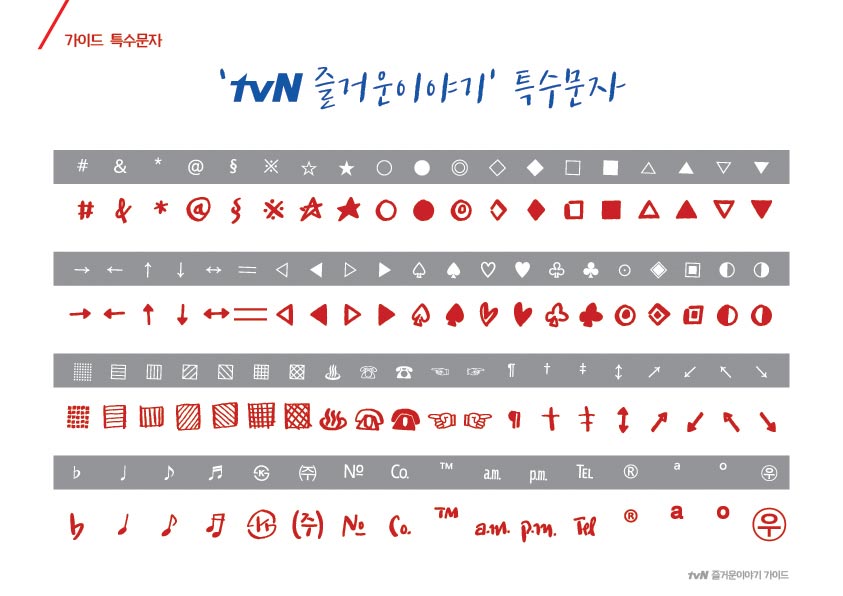 가이드 특수문자
'tvN 즐거운이야기' 특수문자
# & * @ § ※ ☆ ★ ○ ● ◎ ◇ ◆ □ ■ △ ▲ ▽ ▼
# & * @ § ※ ☆ ★ ○ ● ◎ ◇ ◆ □ ■ △ ▲ ▽ ▼
→ ← ↑ ↓ ↔ 〓 ◁ ◀ ▷ ▶ ♤ ♠ ♡ ♥ ♧ ♣ ⊙ ◈ ▣ ◐ ◑
→ ← ↑ ↓ ↔ 〓 ◁ ◀ ▷ ▶ ♤ ♠ ♡ ♥ ♧ ♣ ⊙ ◈ ▣ ◐ ◑
▒ ▤ ▥ ▨ ▧ ▦ ▩ ♨ ☏ ☎ ☜ ☞ ¶ † ‡ ↕ ↗ ↙ ↖ ↘
▒ ▤ ▥ ▨ ▧ ▦ ▩ ♨ ☏ ☎ ☜ ☞ ¶ † ‡ ↕ ↗ ↙ ↖ ↘
♭ ♩ ♪ ♬ ㉿ ㈜ № Co. ™ a.m. p.m. TEL ® ª º ㉾
♭ ♩ ♪ ♬ ㉿ ㈜ № Co. ™ a.m. p.m. Tel ® ª º ㉾
tvN 즐거운이야기 가이드